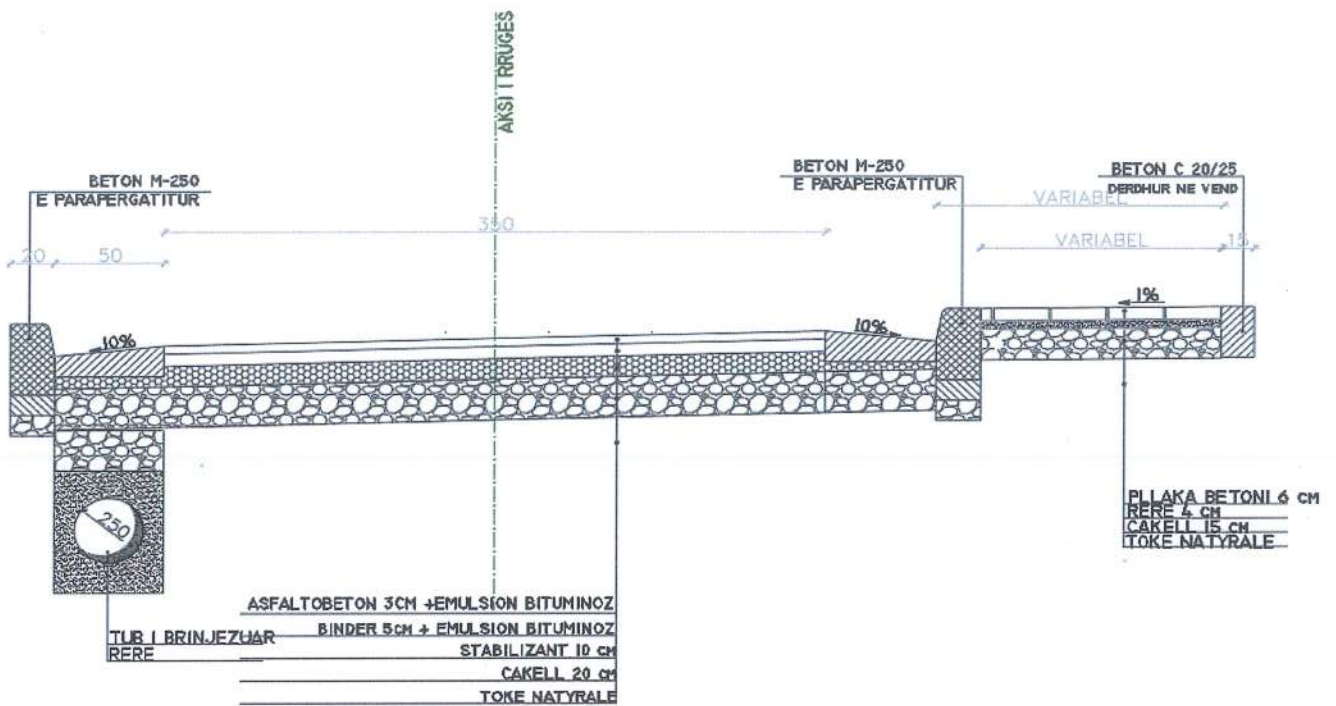 AKSI I RRUGES
BETON M-250
E PARAPERGATITUR
BETON M-250
E PARAPERGATITUR
BETON C 20/25
DERDHUR NE VEND
VARIABEL
350
VARIABEL
15
20
50
10%
10%
1%
250
PLLAKA BETONI 6 CM
RERE 4 CM
CAKELL 15 CM
TOKE NATYRALE
ASFALTOBETON 3CM +EMULSION BITUMINOZ
BINDER 5CM + EMULSION BITUMINOZ
STABILIZANT 10 CM
CAKELL 20 CM
TOKE NATYRALE
TUB I BRINJEZUAR
RERE